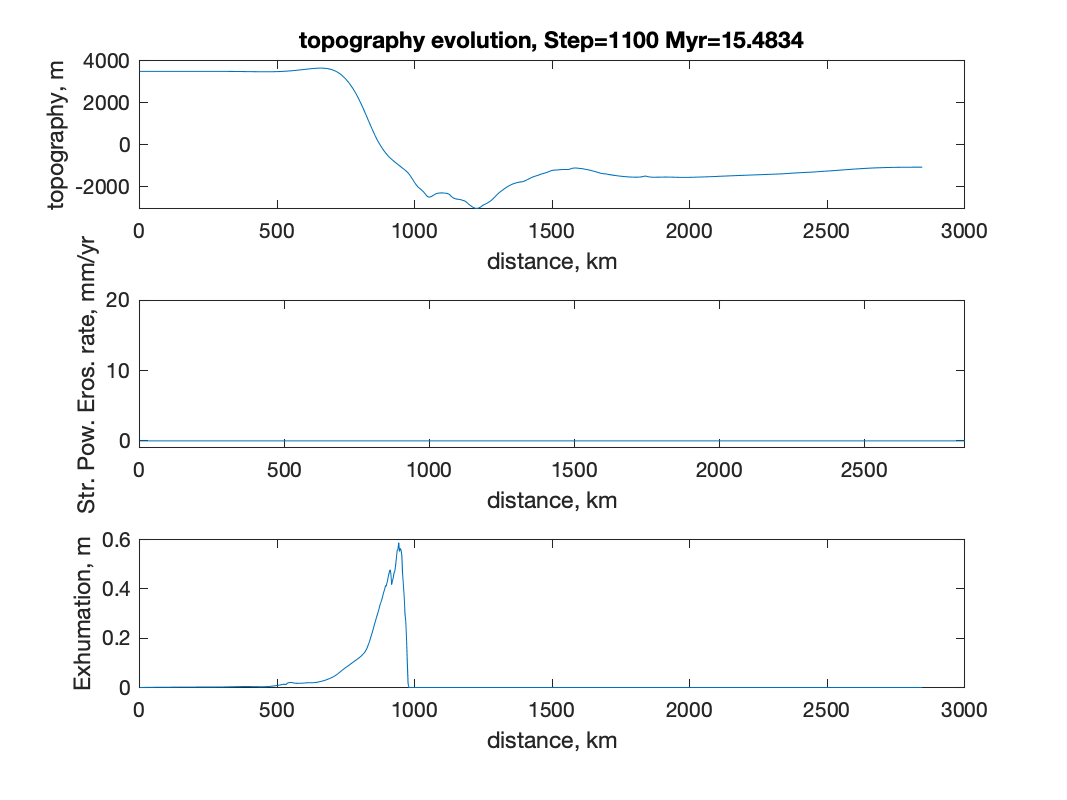 topography evolution, Step=1100 Myr=15.4834
topography, m
4000
2000
0
-2000
0 500 1000 1500 2000 2500 3000
distance, km
Str. Pow. Eros. rate, mm/yr
20
10
0
0 500 1000 1500 2000 2500
distance, km
Exhumation, m
0.6
0.4
0.2
0
0 500 1000 1500 2000 2500 3000
distance, km